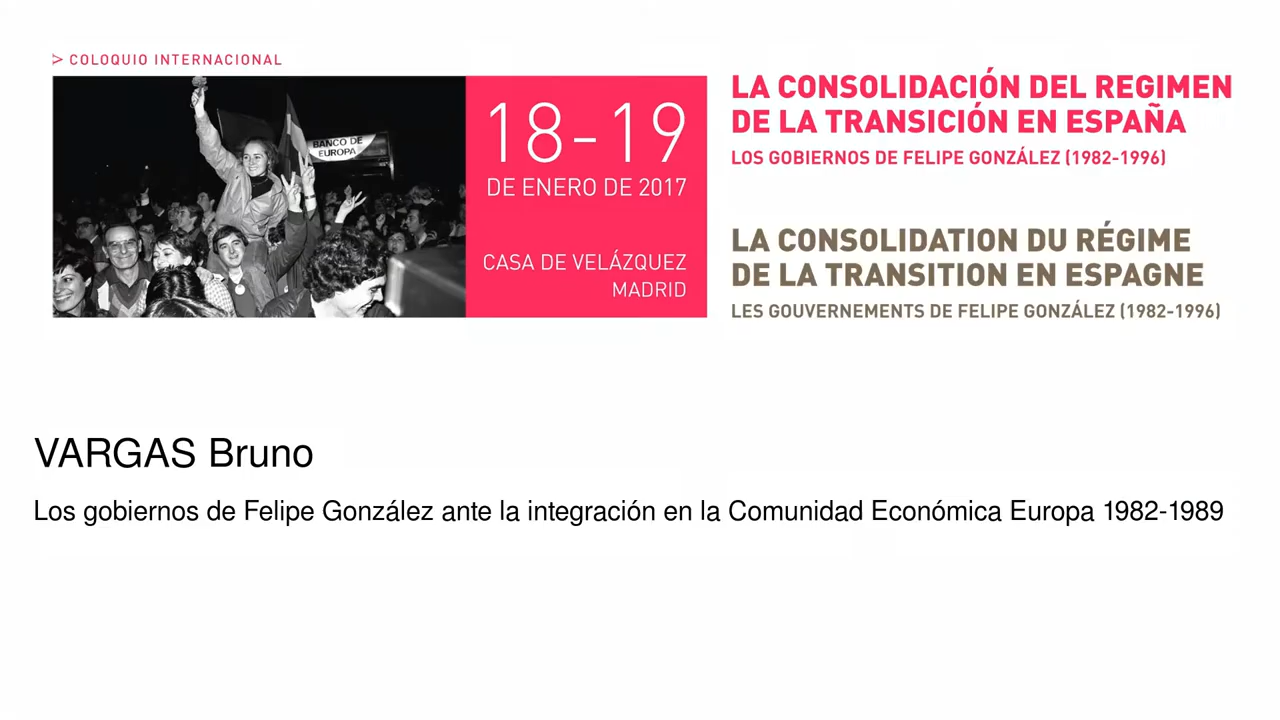 > COLOQUIO INTERNACIONAL
BANCO DE
EUROPA
18-19
DE ENERO DE 2017
CASA DE VELÁZQUEZ
MADRID
LA CONSOLIDACIÓN DEL REGIMEN
DE LA TRANSICIÓN EN ESPAÑA
LOS GOBIERNOS DE FELIPE GONZÁLEZ (1982-1996)
LA CONSOLIDATION DU RÉGIME
DE LA TRANSITION EN ESPAGNE
LES GOUVERNEMENTS DE FELIPE GONZÁLEZ (1982-1996)
VARGAS Bruno
Los gobiernos de Felipe González ante la integración en la Comunidad Económica Europa 1982-1989